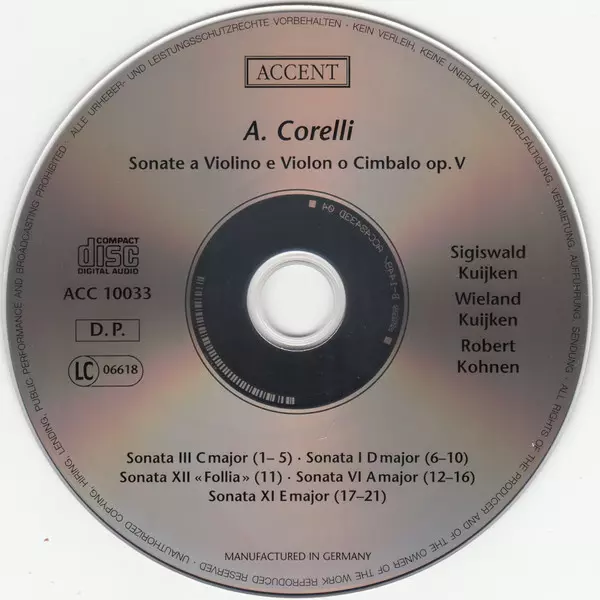 ACCENT
A. Corelli
Sonate a Violino e Violon o Cimbalo op. V
COMPACT
disc
DIGITAL AUDIO
ACC 10033
D. P.
LC 06618
Sigiswald
Kuijken
Wieland
Kuijken
Robert
Kohnen
Sonata III C major (1–5) · Sonata I D major (6–10)
Sonata XII «Follia» (11) · Sonata VI A major (12–16)
Sonata XI E major (17–21)
MANUFACTURED IN GERMANY
ALLE URHEBER- UND LEISTUNGSSCHUTZRECHTE VORBEHALTEN · KEIN VERLEIH, KEINE UNERLAUBTE VERVIELFÄLTIGUNG, VERMIETUNG, AUFFÜHRUNG, SENDUNG · ALL RIGHTS OF THE PRODUCER AND OF THE OWNER OF THE WORK REPRODUCED RESERVED · UNAUTHORIZED COPYING, HIRING, LENDING, PUBLIC PERFORMANCE AND BROADCASTING PROHIBITED ·